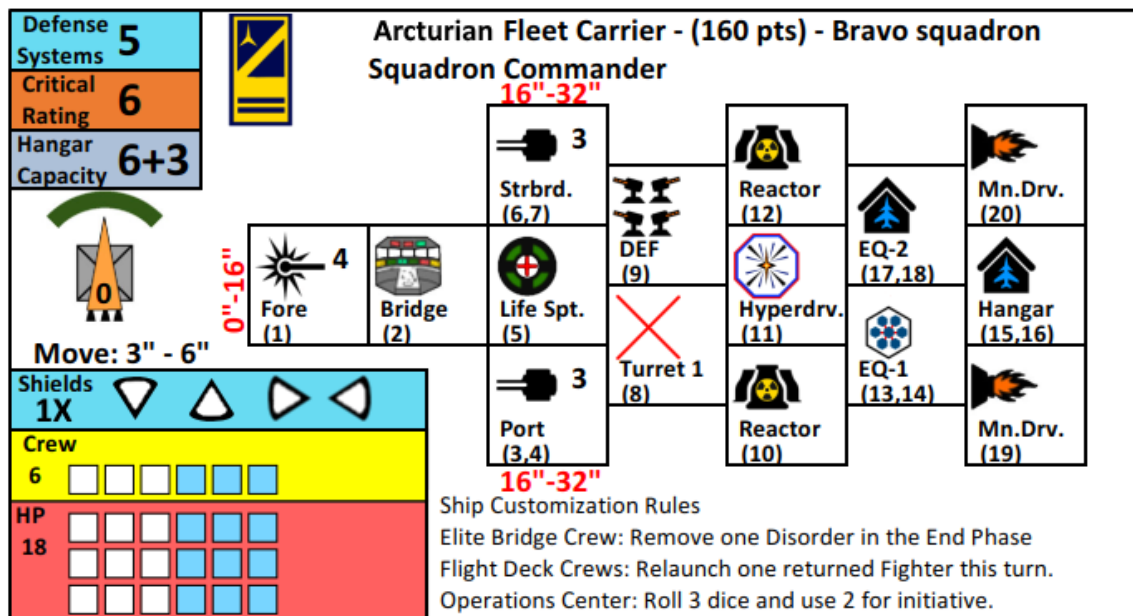 Defense
Systems 5
Critical
Rating 6
Hangar
Capacity 6+3
Arcturian Fleet Carrier - (160 pts) - Bravo squadron
Squadron Commander
16"-32"
3
Strbrd.
(6,7)
DEF
(9)
Reactor
(12)
EQ-2
(17,18)
Mn.Drv.
(20)
0"-16"
4
Fore
(1)
Bridge
(2)
Life Spt.
(5)
Hyperdrv.
(11)
Hangar
(15,16)
3
Port
(3,4)
Turret 1
(8)
Reactor
(10)
EQ-1
(13,14)
Mn.Drv.
(19)
16"-32"
0
Move: 3" - 6"
Shields
1X
Crew
6
HP
18
Ship Customization Rules
Elite Bridge Crew: Remove one Disorder in the End Phase
Flight Deck Crews: Relaunch one returned Fighter this turn.
Operations Center: Roll 3 dice and use 2 for initiative.